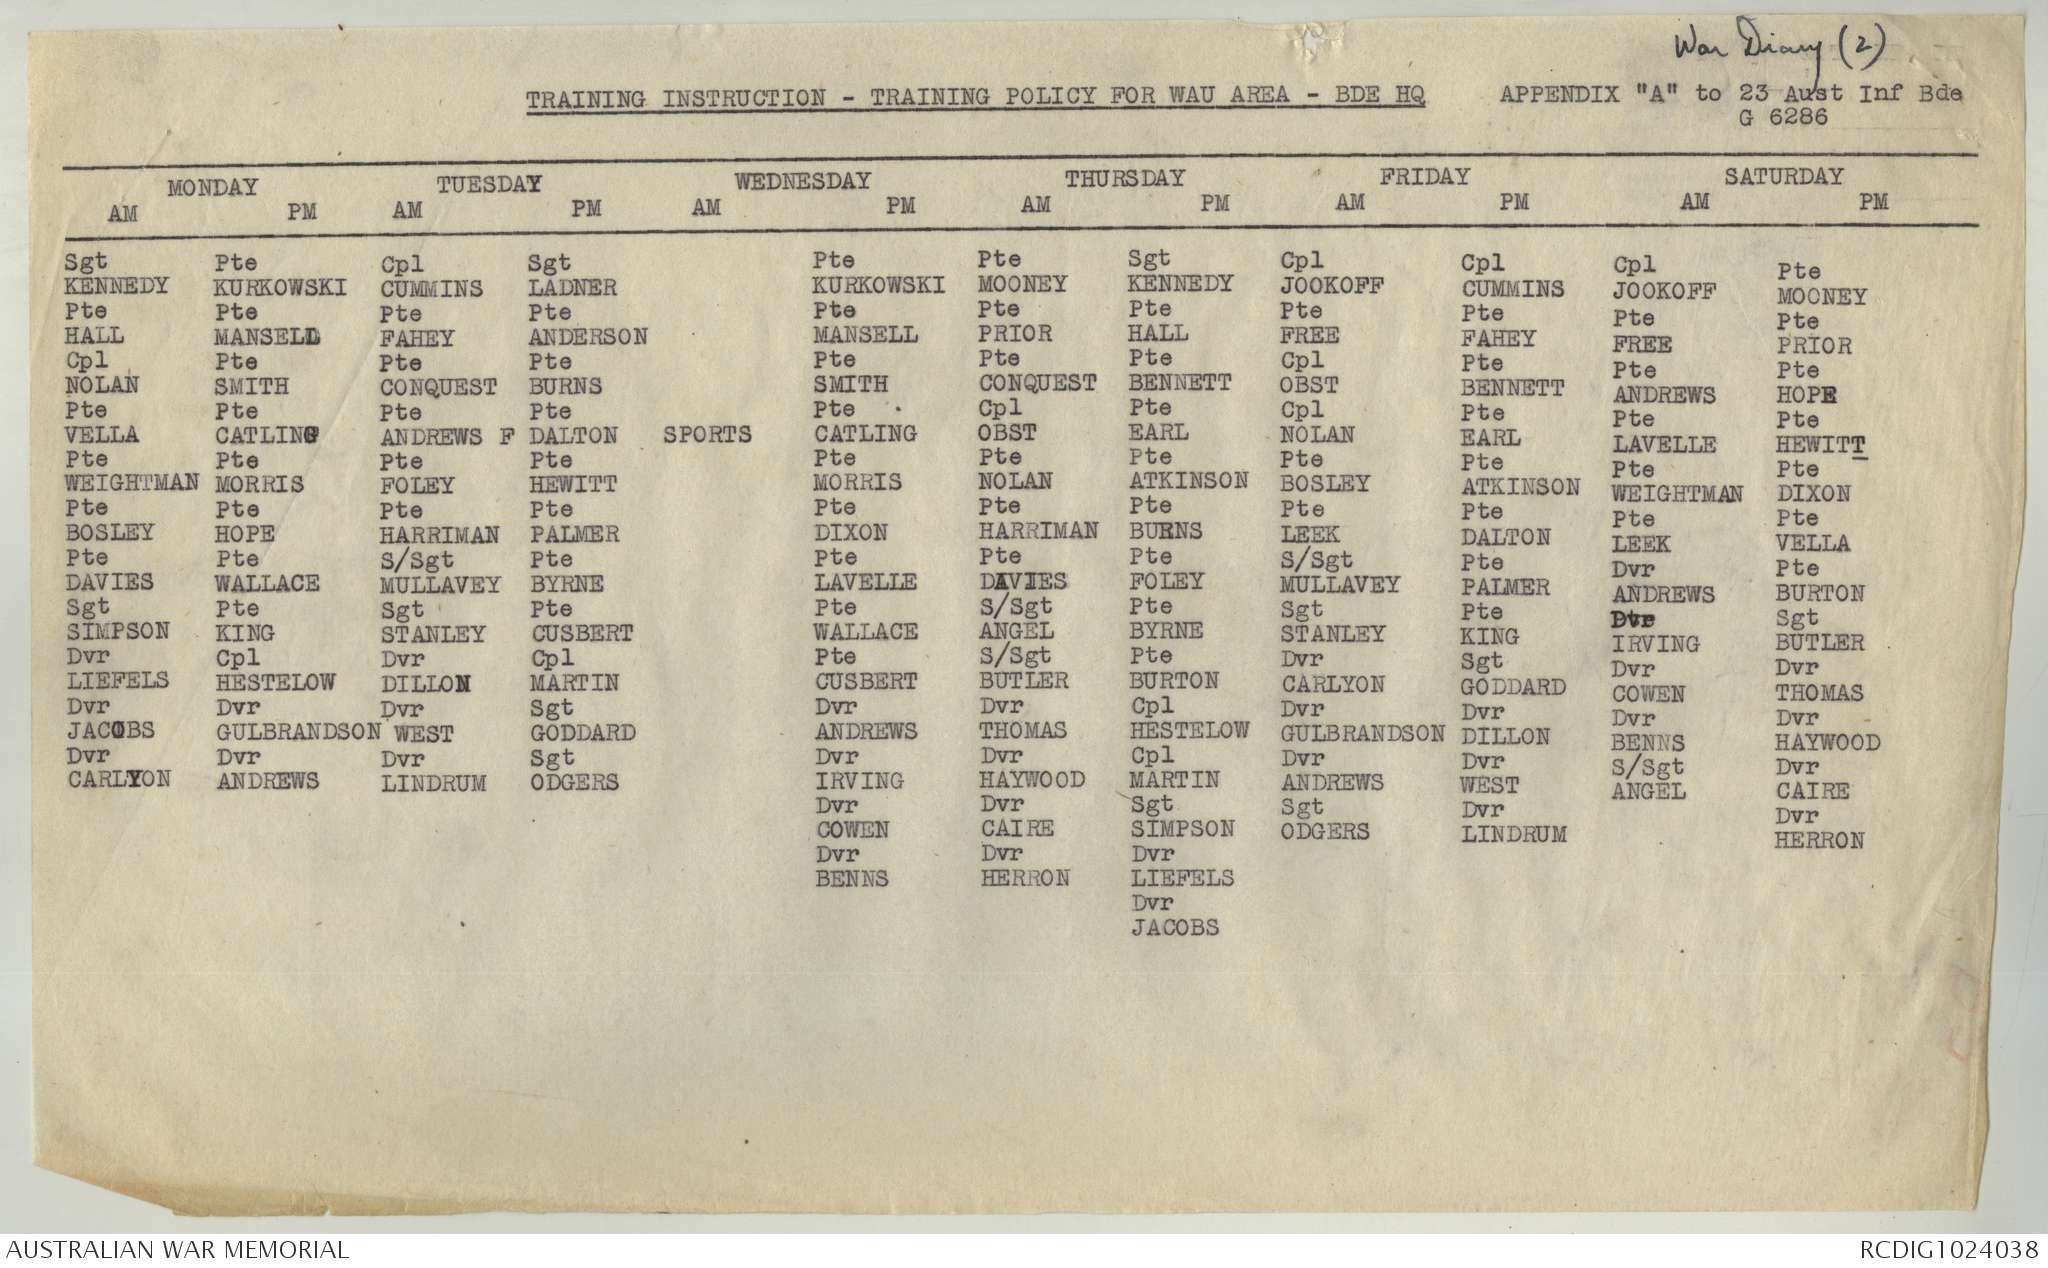 War Diary (2)
TRAINING INSTRUCTION - TRAINING POLICY FOR WAU AREA - BDE HQ APPENDIX "A" to 23 Aust Inf Bde
G 6286
MONDAY TUESDAY WEDNESDAY THURSDAY FRIDAY SATURDAY
AM PM AM PM AM PM AM PM AM PM AM PM
Sgt Pte Cpl Sgt Pte Pte Sgt Cpl Cpl Cpl Pte
KENNEDY KURKOWSKI CUMMINS LADNER KURKOWSKI MOONEY KENNEDY JOOKOFF CUMMINS JOOKOFF MOONEY
Pte Pte Pte Pte Pte Pte Pte Pte Pte Pte Pte
HALL MANSELL FAHEY ANDERSON MANSELL PRIOR HALL FREE FAHEY FREE PRIOR
Cpl Pte Pte Pte Pte Pte Pte Cpl Pte Pte Pte
NOLAN SMITH CONQUEST BURNS SMITH CONQUEST BENNETT OBST BENNETT ANDREWS HOPE
Pte Pte Pte Pte Pte Cpl Pte Cpl Pte Pte Pte
VELLA CATLING ANDREWS F DALTON SPORTS CATLING OBST EARL NOLAN EARL LAVELLE HEWITT
Pte Pte Pte Pte Pte Pte Pte Pte Pte Pte Pte
WEIGHTMAN MORRIS FOLEY HEWITT MORRIS NOLAN ATKINSON BOSLEY ATKINSON WEIGHTMAN DIXON
Pte Pte Pte Pte Pte Pte Pte Pte Pte Pte Pte
BOSLEY HOPE HARRIMAN PALMER DIXON HARRIMAN BURNS LEEK DALTON LEEK VELLA
Pte Pte S/Sgt Pte Pte Pte Pte S/Sgt Pte Dvr Pte
DAVIES WALLACE MULLAVEY BYRNE LAVELLE DAVIES FOLEY MULLAVEY PALMER ANDREWS BURTON
Sgt Pte Sgt Pte Pte S/Sgt Pte Sgt Pte Dvr Sgt
SIMPSON KING STANLEY CUSBERT WALLACE ANGEL BYRNE STANLEY KING IRVING BUTLER
Dvr Cpl Dvr Cpl Pte S/Sgt Pte Dvr Sgt Dvr Dvr
LIEFELS HESTELOW DILLON MARTIN CUSBERT BUTLER BURTON CARLYON GODDARD COWEN THOMAS
Dvr Dvr Dvr Sgt Dvr Dvr Cpl Dvr Dvr Dvr Dvr
JACOBS GULBRANDSON WEST GODDARD ANDREWS THOMAS HESTELOW GULBRANDSON DILLON BENNS HAYWOOD
Dvr Dvr Dvr Sgt Dvr Dvr Cpl Dvr Dvr S/Sgt Dvr
CARLYON ANDREWS LINDRUM ODGERS IRVING HAYWOOD MARTIN ANDREWS WEST ANGEL CAIRE
Dvr Dvr Sgt Sgt Dvr Dvr
COWEN CAIRE SIMPSON ODGERS LINDRUM HERRON
Dvr Dvr Dvr
BENNS HERRON LIEFELS
Dvr
JACOBS
AUSTRALIAN WAR MEMORIAL RCDIG1024038